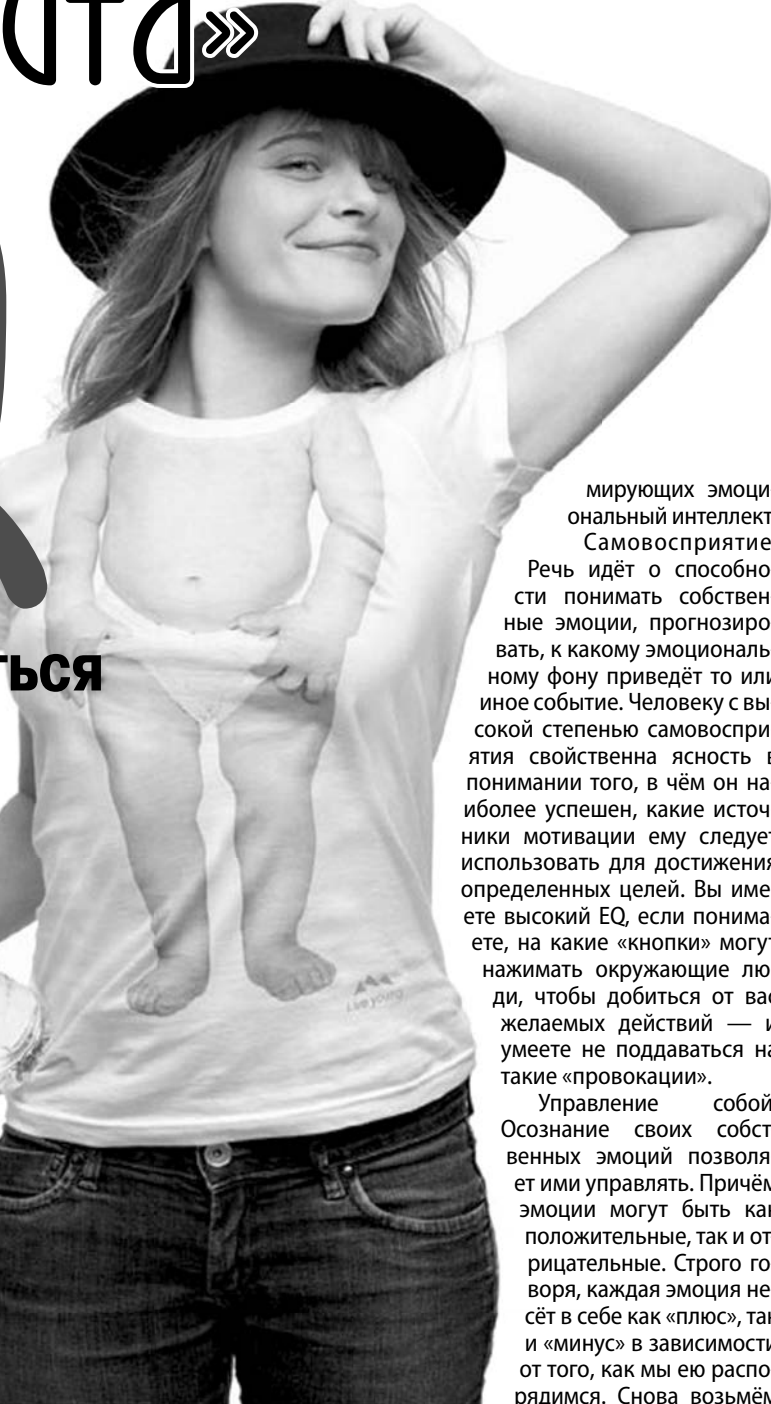 ита»
ться
мирующих эмоци
ональный интеллект
Самовосприятие
Речь идёт о способно
сти понимать собствен
ные эмоции, прогнозиро
вать, к какому эмоциональ
ному фону приведёт то или
иное событие. Человеку с вы
сокой степенью самовоспри
ятия свойственна ясность в
понимании того, в чём он на
иболее успешен, какие источ
ники мотивации ему следует
использовать для достижения
определенных целей. Вы име
ете высокий EQ, если понима
ете, на какие «кнопки» могут
нажимать окружающие лю
ди, чтобы добиться от вас
желаемых действий — и
умеете не поддаваться на
такие «провокации».
Управление собой
Осознание своих собст
венных эмоций позволя
ет ими управлять. Причём
эмоции могут быть как
положительные, так и от
рицательные. Строго го
воря, каждая эмоция не
сёт в себе как «плюс», так
и «минус» в зависимости
от того, как мы ею распо
рядимся. Снова возьмём
Live young